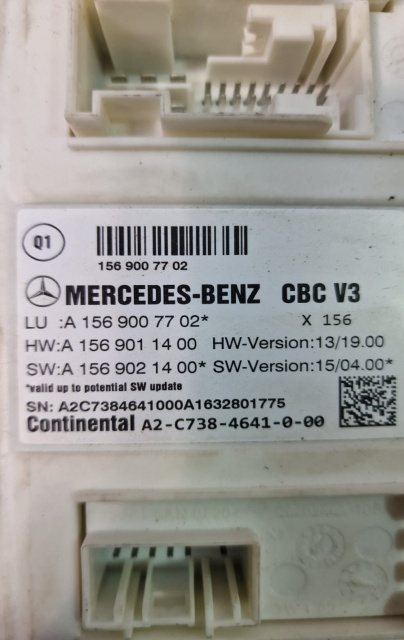 Q1
156 900 77 02
MERCEDES-BENZ CBC V3
LU :A 156 900 77 02* X 156
HW:A 156 901 14 00 HW-Version:13/19.00
SW:A 156 902 14 00* SW-Version:15/04.00*
*valid up to potential SW update
SN: A2C7384641000A1632801775
Continental A2-C738-4641-0-00